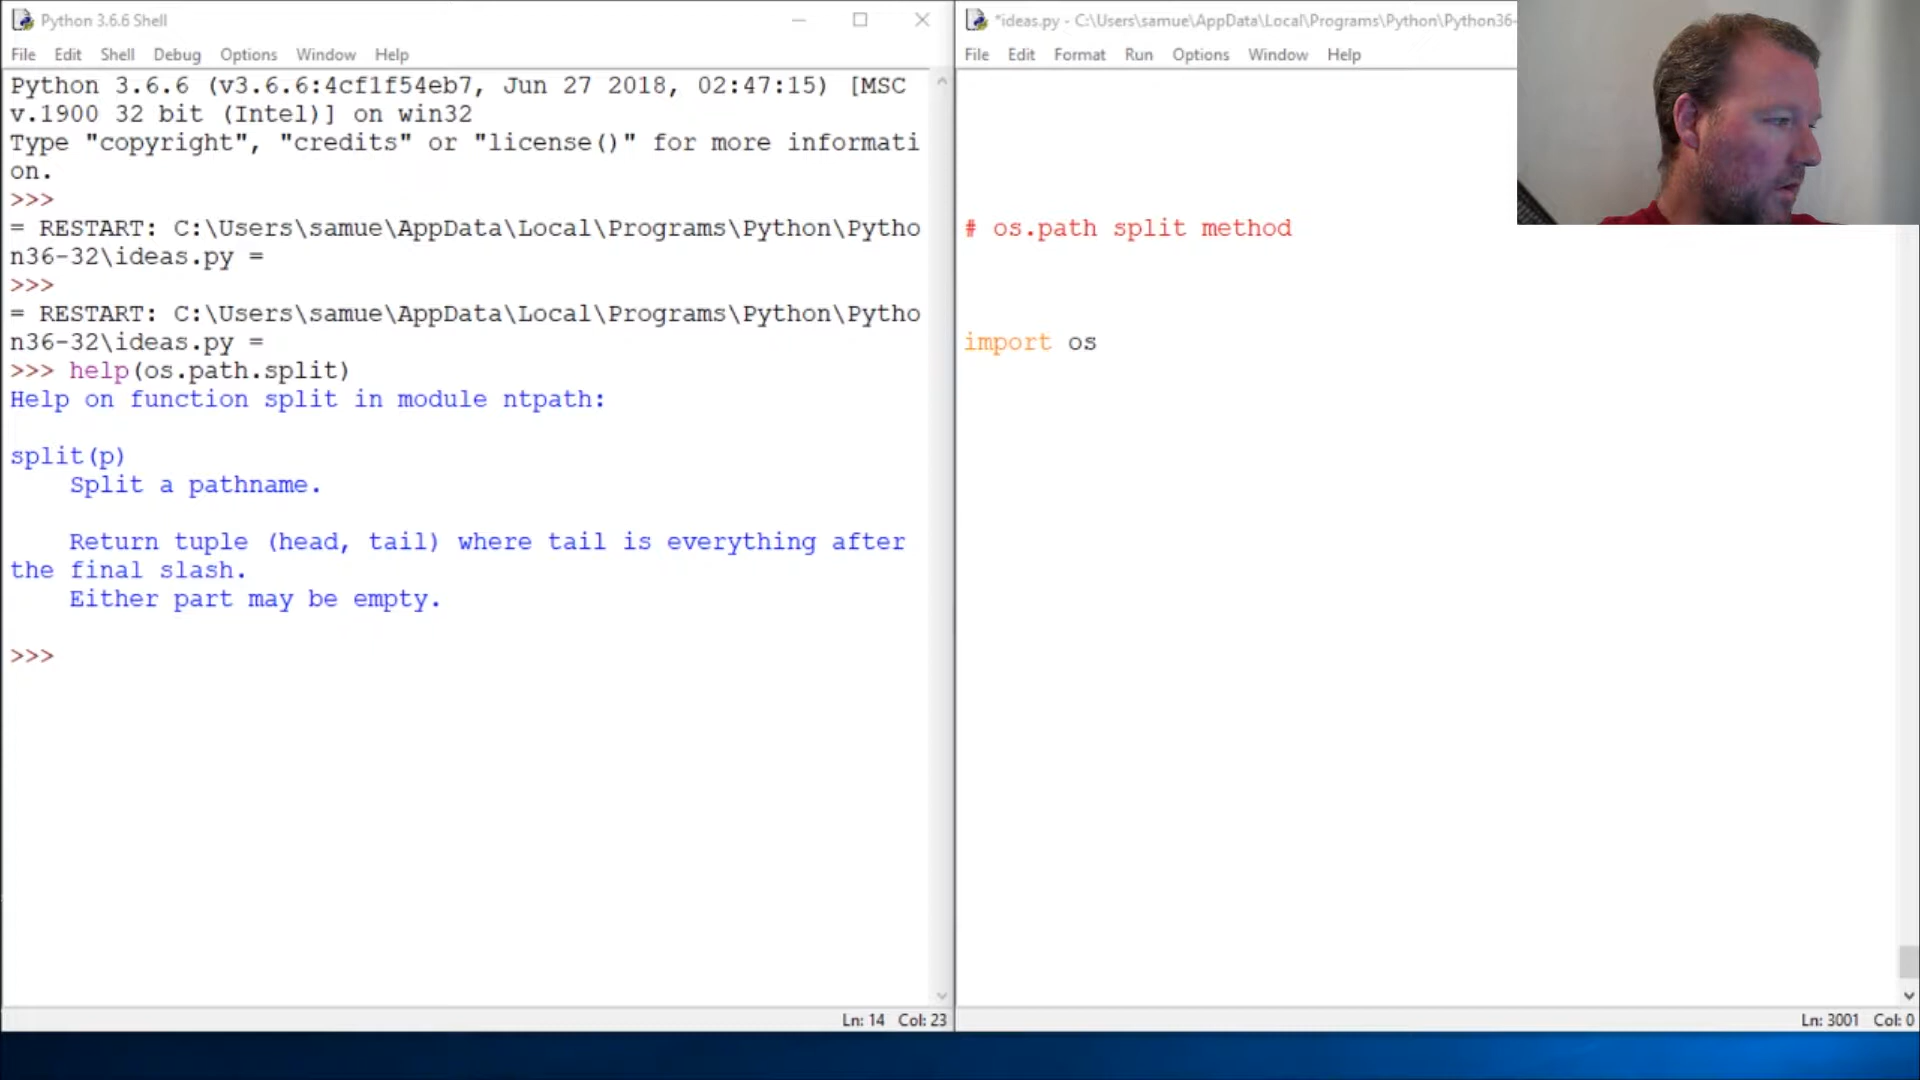 Python 3.6.6 Shell
File Edit Shell Debug Options Window Help
Python 3.6.6 (v3.6.6:4cf1f54eb7, Jun 27 2018, 02:47:15) [MSC
v.1900 32 bit (Intel)] on win32
Type "copyright", "credits" or "license()" for more informati
on.
>>>
= RESTART: C:\Users\samue\AppData\Local\Programs\Python\Pytho
n36-32\ideas.py =
>>>
= RESTART: C:\Users\samue\AppData\Local\Programs\Python\Pytho
n36-32\ideas.py =
>>> help(os.path.split)
Help on function split in module ntpath:
split(p)
Split a pathname.
Return tuple (head, tail) where tail is everything after
the final slash.
Either part may be empty.
>>>
Ln: 14 Col: 23
*ideas.py - C:\Users\samue\AppData\Local\Programs\Python\Python36-
File Edit Format Run Options Window Help
# os.path split method
import os
Ln: 3001 Col: 0